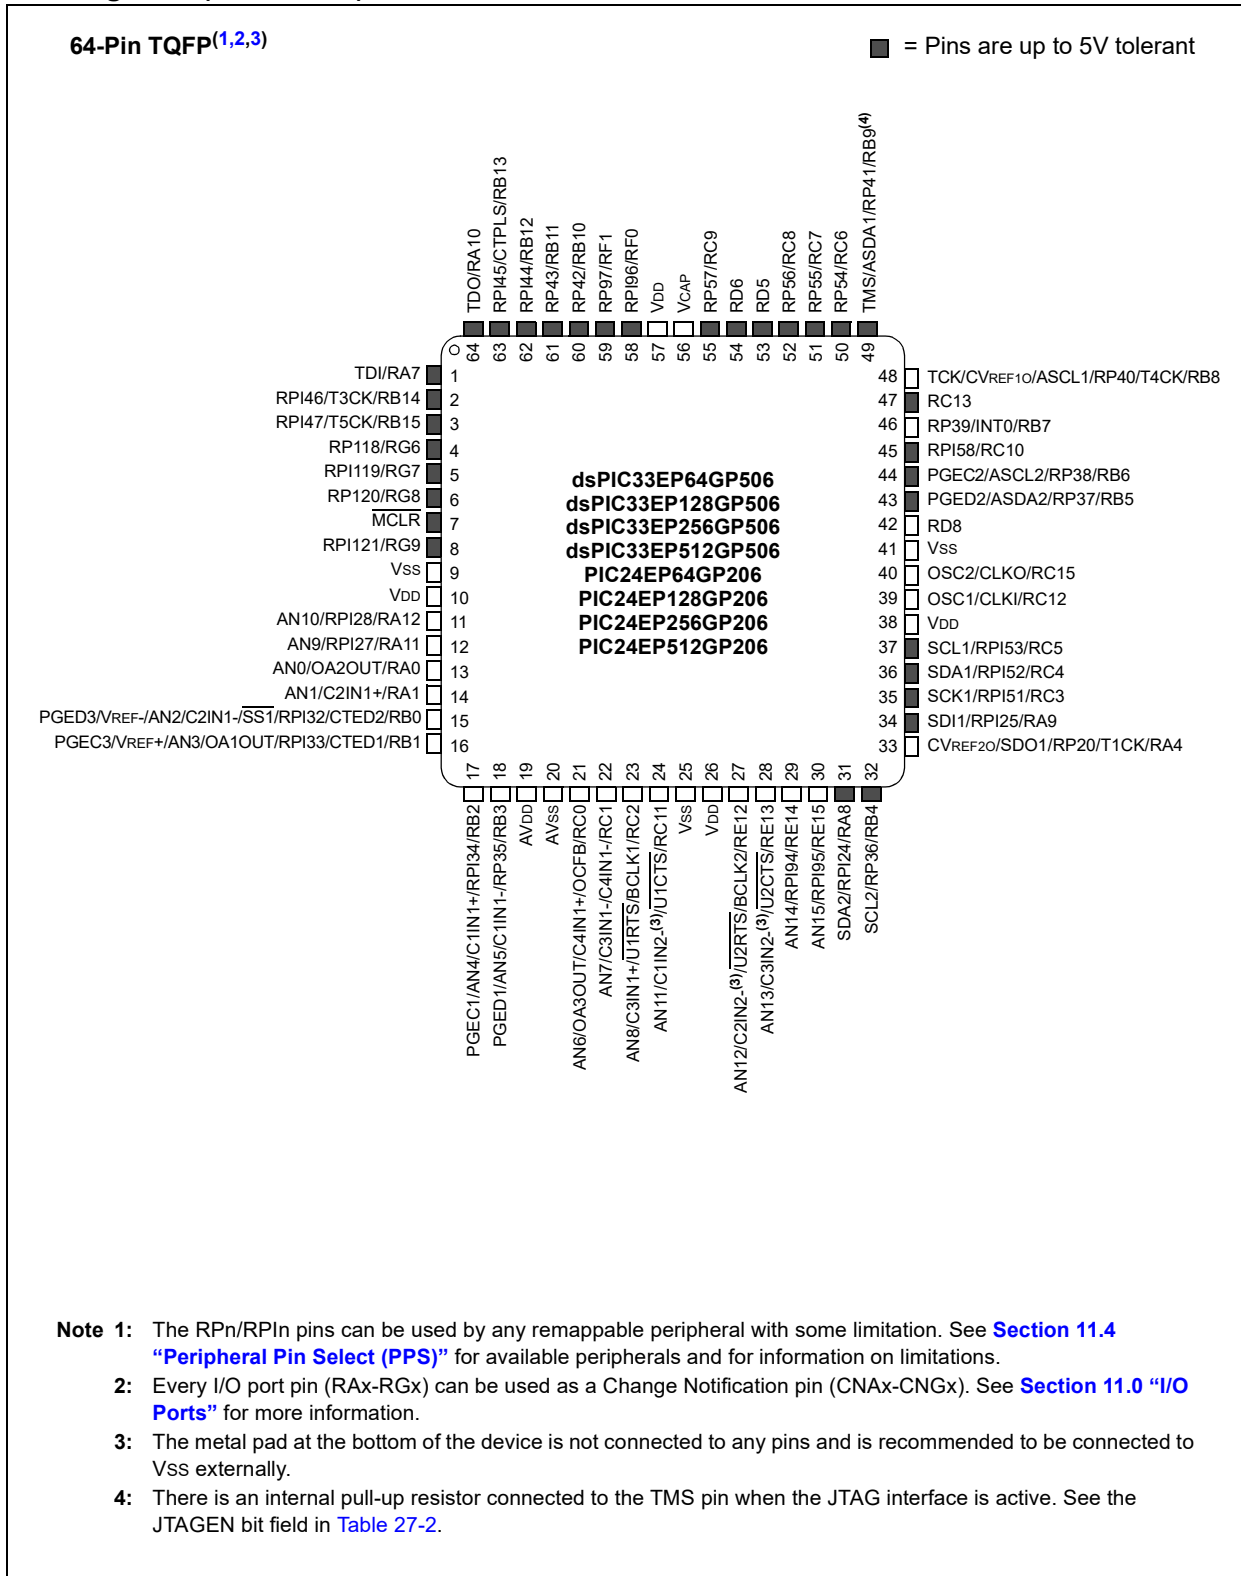 64-Pin TQFP(1,2,3)
= Pins are up to 5V tolerant
TDO/RA10
RPI45/CTPLS/RB13
RPI44/RB12
RP43/RB11
RP42/RB10
RP97/RF1
RPI96/RF0
VDD
VCAP
RP57/RC9
RD6
RD5
RP56/RC8
RP55/RC7
RP54/RC6
TMS/ASDA1/RP41/RB9(4)
64 63 62 61 60 59 58 57 56 55 54 53 52 51 50 49
TDI/RA7 1
RPI46/T3CK/RB14 2
RPI47/T5CK/RB15 3
RP118/RG6 4
RPI119/RG7 5
RP120/RG8 6
MCLR 7
RPI121/RG9 8
VSS 9
VDD 10
AN10/RPI28/RA12 11
AN9/RPI27/RA11 12
AN0/OA2OUT/RA0 13
AN1/C2IN1+/RA1 14
PGED3/VREF-/AN2/C2IN1-/SS1/RPI32/CTED2/RB0 15
PGEC3/VREF+/AN3/OA1OUT/RPI33/CTED1/RB1 16
dsPIC33EP64GP506
dsPIC33EP128GP506
dsPIC33EP256GP506
dsPIC33EP512GP506
PIC24EP64GP206
PIC24EP128GP206
PIC24EP256GP206
PIC24EP512GP206
48 TCK/CVREF1O/ASCL1/RP40/T4CK/RB8
47 RC13
46 RP39/INT0/RB7
45 RPI58/RC10
44 PGEC2/ASCL2/RP38/RB6
43 PGED2/ASDA2/RP37/RB5
42 RD8
41 VSS
40 OSC2/CLKO/RC15
39 OSC1/CLKI/RC12
38 VDD
37 SCL1/RPI53/RC5
36 SDA1/RPI52/RC4
35 SCK1/RPI51/RC3
34 SDI1/RPI25/RA9
33 CVREF2O/SDO1/RP20/T1CK/RA4
17 18 19 20 21 22 23 24 25 26 27 28 29 30 31 32
PGEC1/AN4/C1IN1+/RPI34/RB2
PGED1/AN5/C1IN1-/RP35/RB3
AVDD
AVSS
AN6/OA3OUT/C4IN1+/OCFB/RC0
AN7/C3IN1-/C4IN1-/RC1
AN8/C3IN1+/U1RTS/BCLK1/RC2
AN11/C1IN2-(3)/U1CTS/RC11
VSS
VDD
AN12/C2IN2-(3)/U2RTS/BCLK2/RE12
AN13/C3IN2-(3)/U2CTS/RE13
AN14/RPI94/RE14
AN15/RPI95/RE15
SDA2/RPI24/RA8
SCL2/RP36/RB4
Note 1: The RPn/RPIn pins can be used by any remappable peripheral with some limitation. See Section 11.4
“Peripheral Pin Select (PPS)” for available peripherals and for information on limitations.
2: Every I/O port pin (RAx-RGx) can be used as a Change Notification pin (CNAx-CNGx). See Section 11.0 “I/O
Ports” for more information.
3: The metal pad at the bottom of the device is not connected to any pins and is recommended to be connected to
VSS externally.
4: There is an internal pull-up resistor connected to the TMS pin when the JTAG interface is active. See the
JTAGEN bit field in Table 27-2.